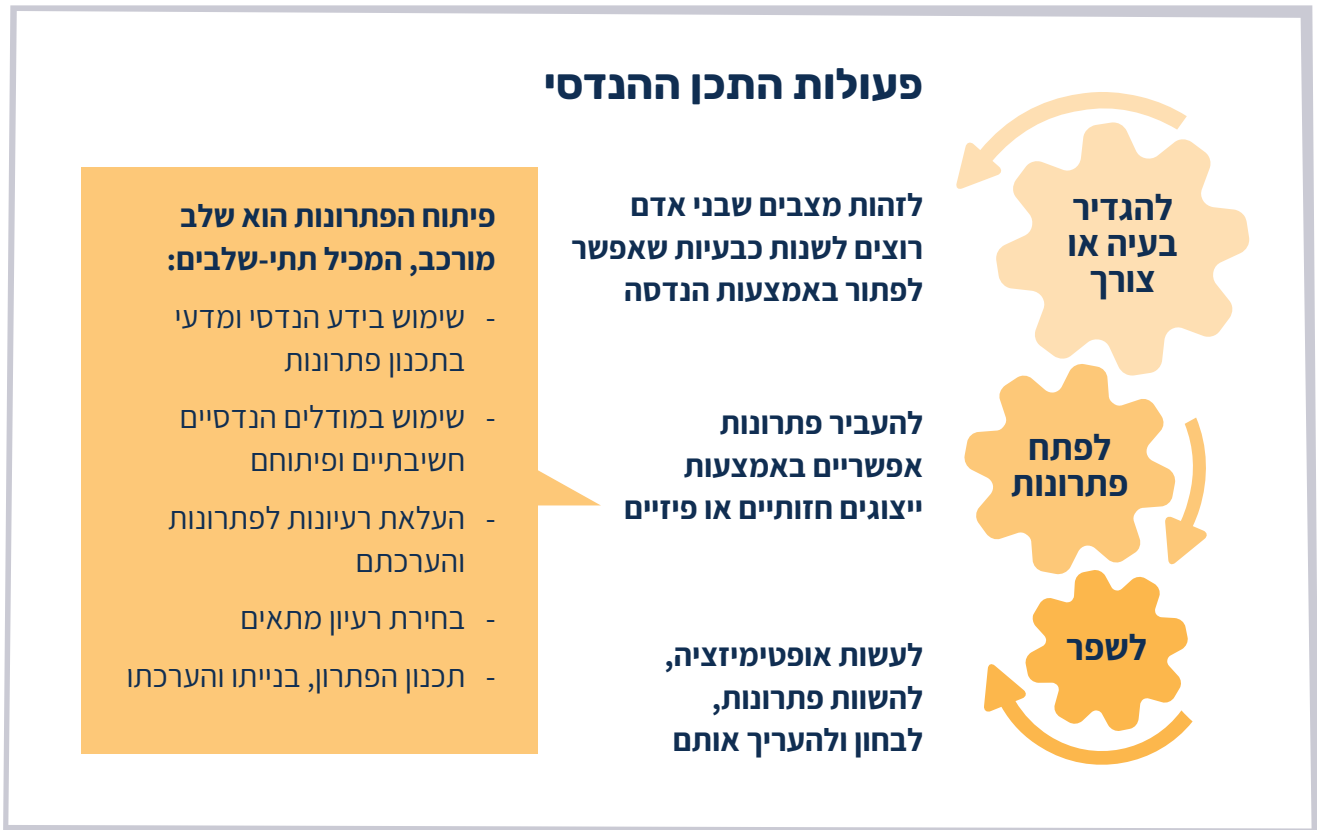 פעולות התכן ההנדסי
להגדיר
בעיה או
צורך
לזהות מצבים שבני אדם
רוצים לשנות כבעיות שאפשר
לפתור באמצעות הנדסה
לפתח
פתרונות
להעביר פתרונות
אפשריים באמצעות
ייצוגים חזותיים או פיזיים
פיתוח הפתרונות הוא שלב
מורכב, המכיל תתי-שלבים:
- שימוש בידע הנדסי ומדעי
בתכנון פתרונות
- שימוש במודלים הנדסיים
חשיבתיים ופיתוחם
- העלאת רעיונות לפתרונות
והערכתם
- בחירת רעיון מתאים
- תכנון הפתרון, בנייתו והערכתו
לשפר
לעשות אופטימיזציה,
להשוות פתרונות,
לבחון ולהעריך אותם